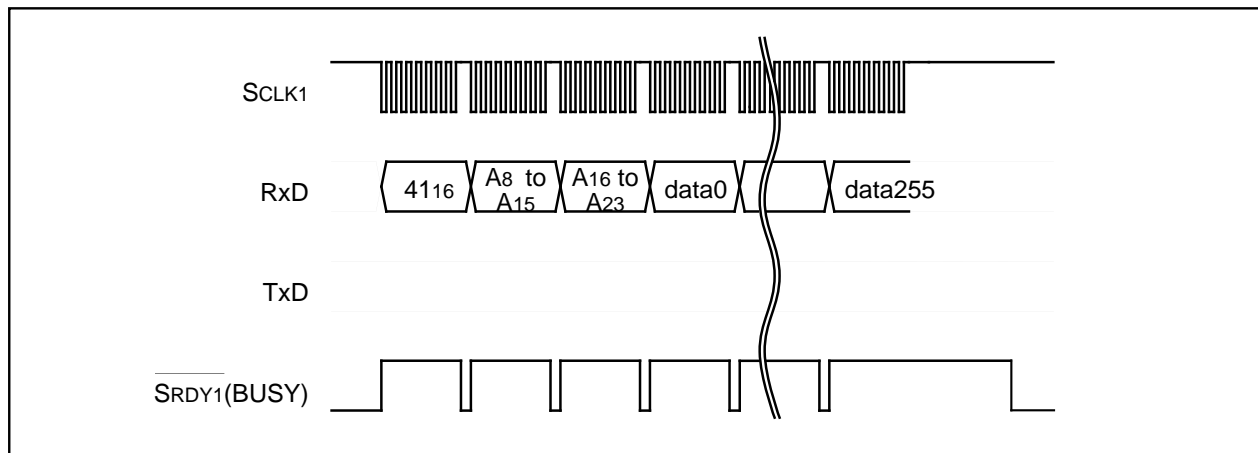 SCLK1
RxD
4116
A8 to
A15
A16 to
A23
data0
data255
TxD
SRDY1(BUSY)